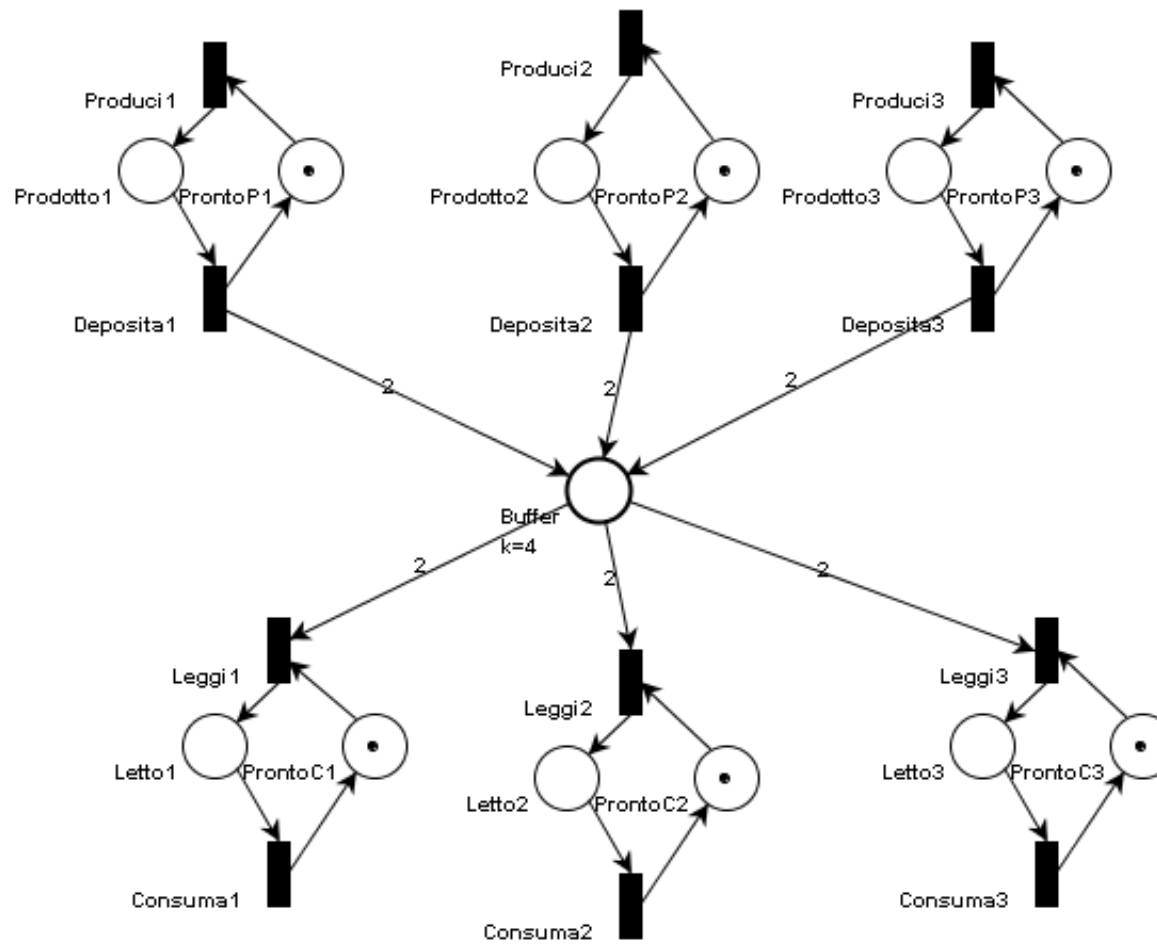 Produci2
Produci1
Produci3
Prodotto1
ProntoP1
Prodotto2
ProntoP2
Prodotto3
ProntoP3
Deposita1
Deposita2
Deposita3
2
2
2
Buffer
k=4
2
2
2
Leggi1
Leggi2
Leggi3
Letto1
ProntoC1
Letto2
ProntoC2
Letto3
ProntoC3
Consuma1
Consuma2
Consuma3